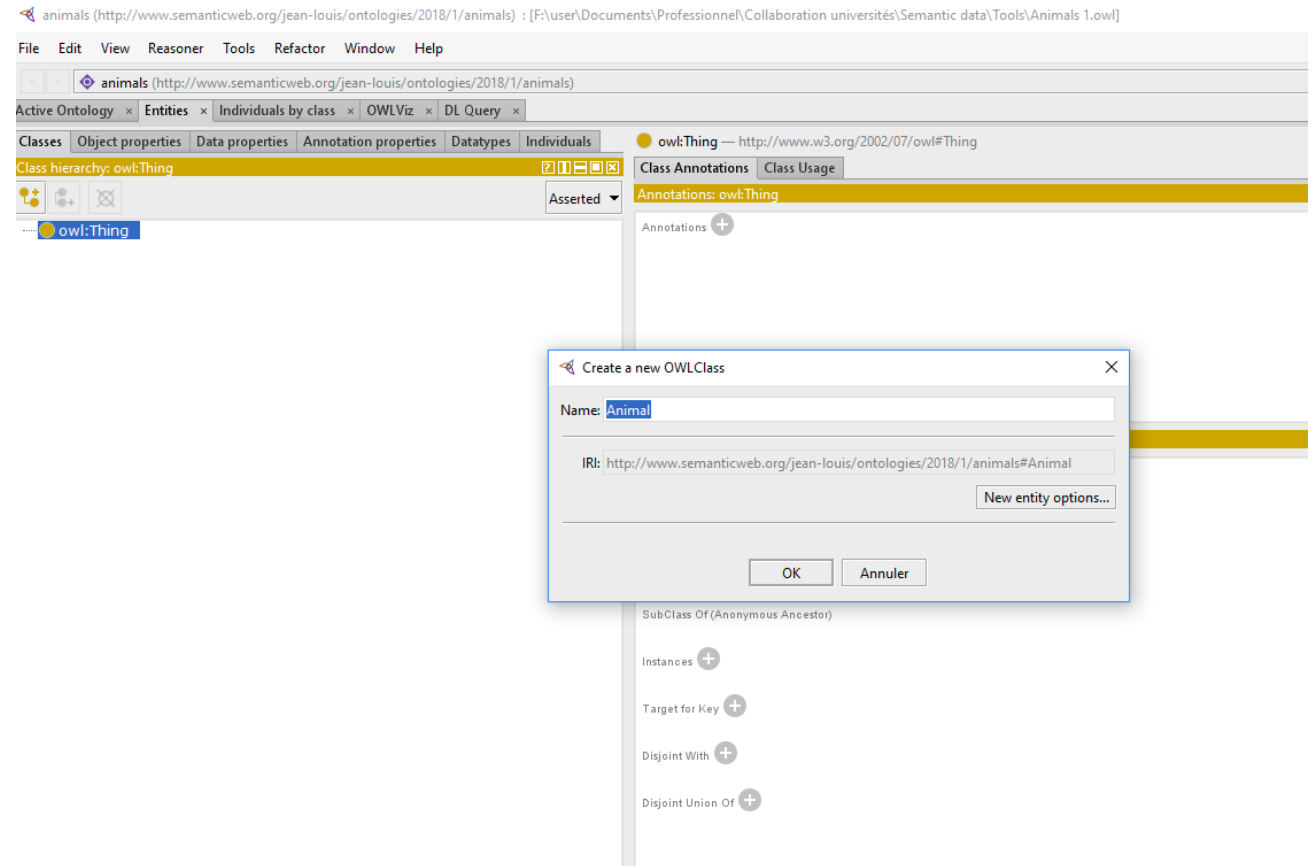 animals (http://www.semanticweb.org/jean-louis/ontologies/2018/1/animals) : [F:\user\Documents\Professionnel\Collaboration universités\Semantic data\Tools\Animals 1.owl]
File Edit View Reasoner Tools Refactor Window Help
< > animals (http://www.semanticweb.org/jean-louis/ontologies/2018/1/animals)
Active Ontology × Entities × Individuals by class × OWLViz × DL Query ×
Classes Object properties Data properties Annotation properties Datatypes Individuals
Class hierarchy: owl:Thing
Asserted
owl:Thing
owl:Thing — http://www.w3.org/2002/07/owl#Thing
Class Annotations Class Usage
Annotations: owl:Thing
Annotations
Create a new OWLClass
Name: Animal
IRI: http://www.semanticweb.org/jean-louis/ontologies/2018/1/animals#Animal
New entity options...
OK Annuler
SubClass Of (Anonymous Ancestor)
Instances
Target for Key
Disjoint With
Disjoint Union Of